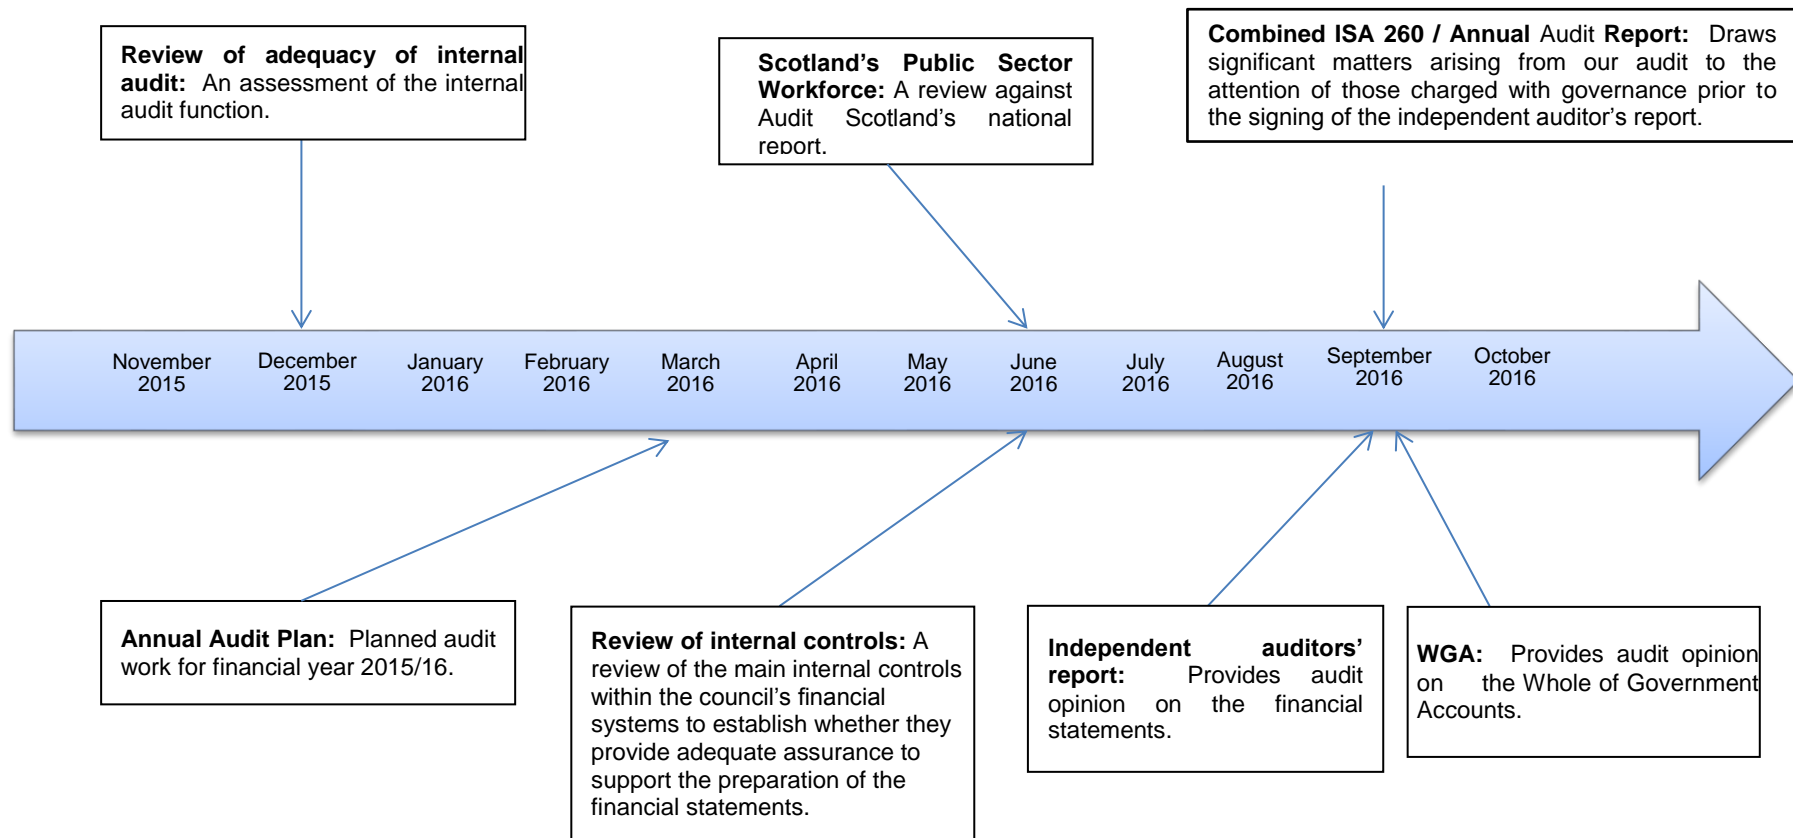 Review of adequacy of internal
audit: An assessment of the internal
audit function.
Scotland’s Public Sector
Workforce: A review against
Audit Scotland’s national
report.
Combined ISA 260 / Annual Audit Report: Draws
significant matters arising from our audit to the
attention of those charged with governance prior to
the signing of the independent auditor’s report.
November
2015
December
2015
January
2016
February
2016
March
2016
April
2016
May
2016
June
2016
July
2016
August
2016
September
2016
October
2016
Annual Audit Plan: Planned audit
work for financial year 2015/16.
Review of internal controls: A
review of the main internal controls
within the council’s financial
systems to establish whether they
provide adequate assurance to
support the preparation of the
financial statements.
Independent auditors’
report: Provides audit
opinion on the financial
statements.
WGA: Provides audit opinion
on the Whole of Government
Accounts.